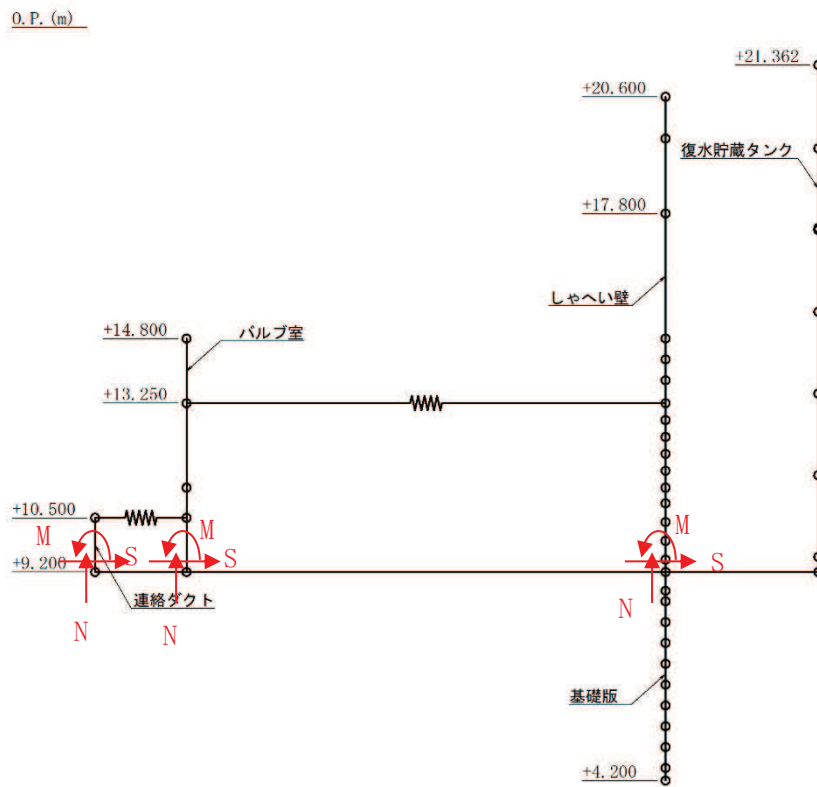 O.P.(m)
+21.362
+20.600
復水貯蔵タンク
+17.800
しゃへい壁
+14.800
バルブ室
+13.250
+10.500
M
M
M
S
S
S
+9.200
連絡ダクト
N
N
N
基礎版
+4.200